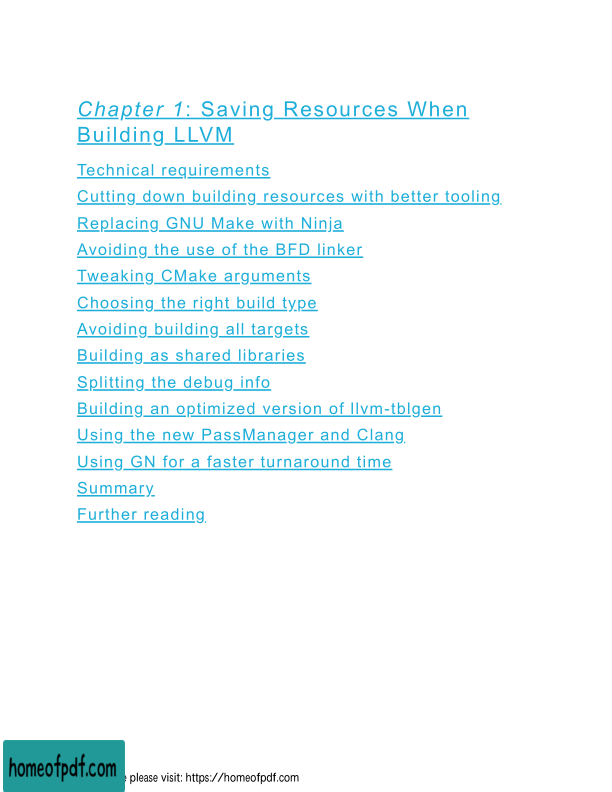 Chapter 1: Saving Resources When
Building LLVM
Technical requirements
Cutting down building resources with better tooling
Replacing GNU Make with Ninja
Avoiding the use of the BFD linker
Tweaking CMake arguments
Choosing the right build type
Avoiding building all targets
Building as shared libraries
Splitting the debug info
Building an optimized version of llvm-tblgen
Using the new PassManager and Clang
Using GN for a faster turnaround time
Summary
Further reading
homeofpdf.com
please visit: https://homeofpdf.com